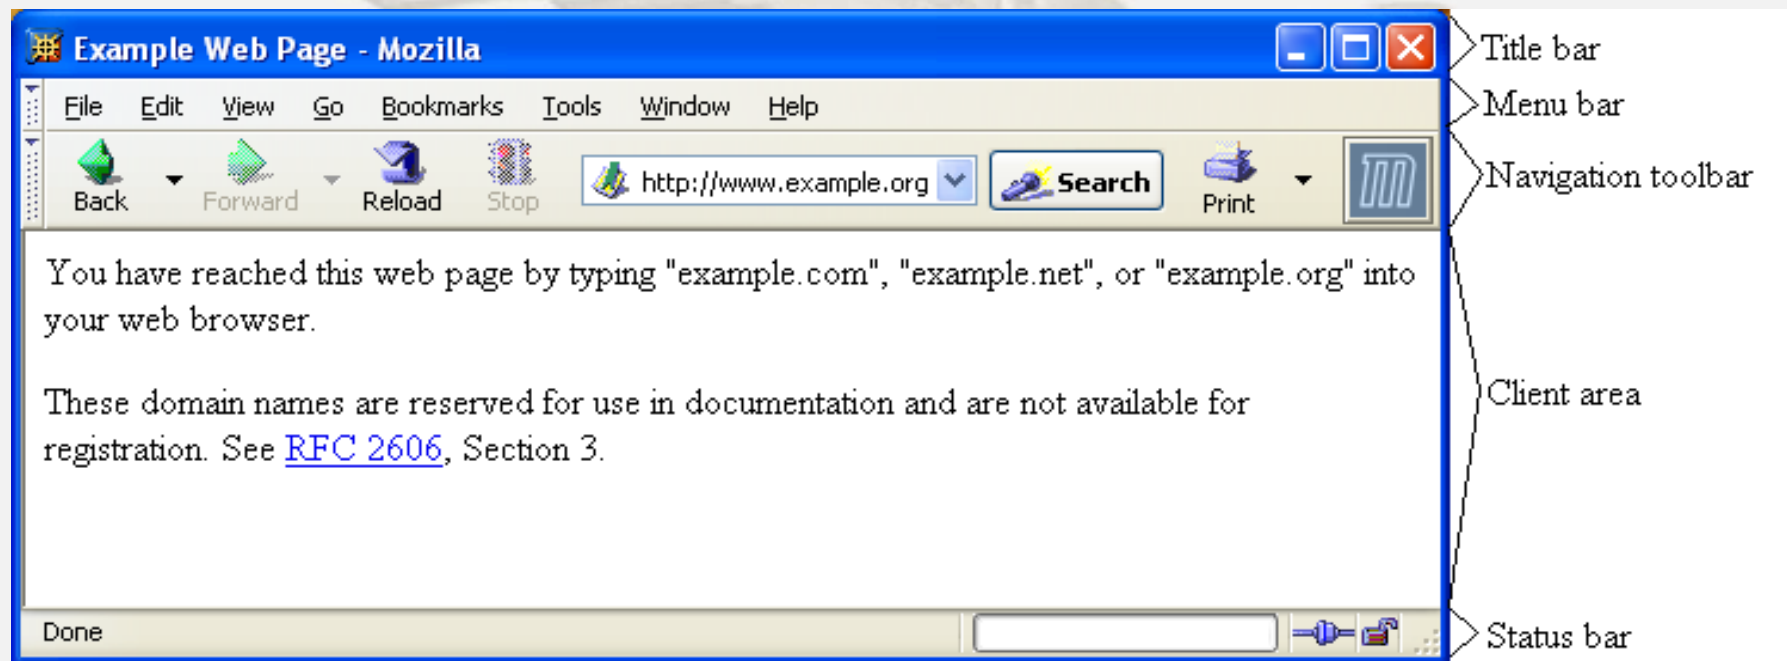 Example Web Page - Mozilla
Title bar
File Edit View Go Bookmarks Tools Window Help
Menu bar
Back Forward Reload Stop http://www.example.org Search Print
Navigation toolbar
You have reached this web page by typing "example.com", "example.net", or "example.org" into
your web browser.
These domain names are reserved for use in documentation and are not available for
registration. See RFC 2606, Section 3.
Client area
Done
Status bar